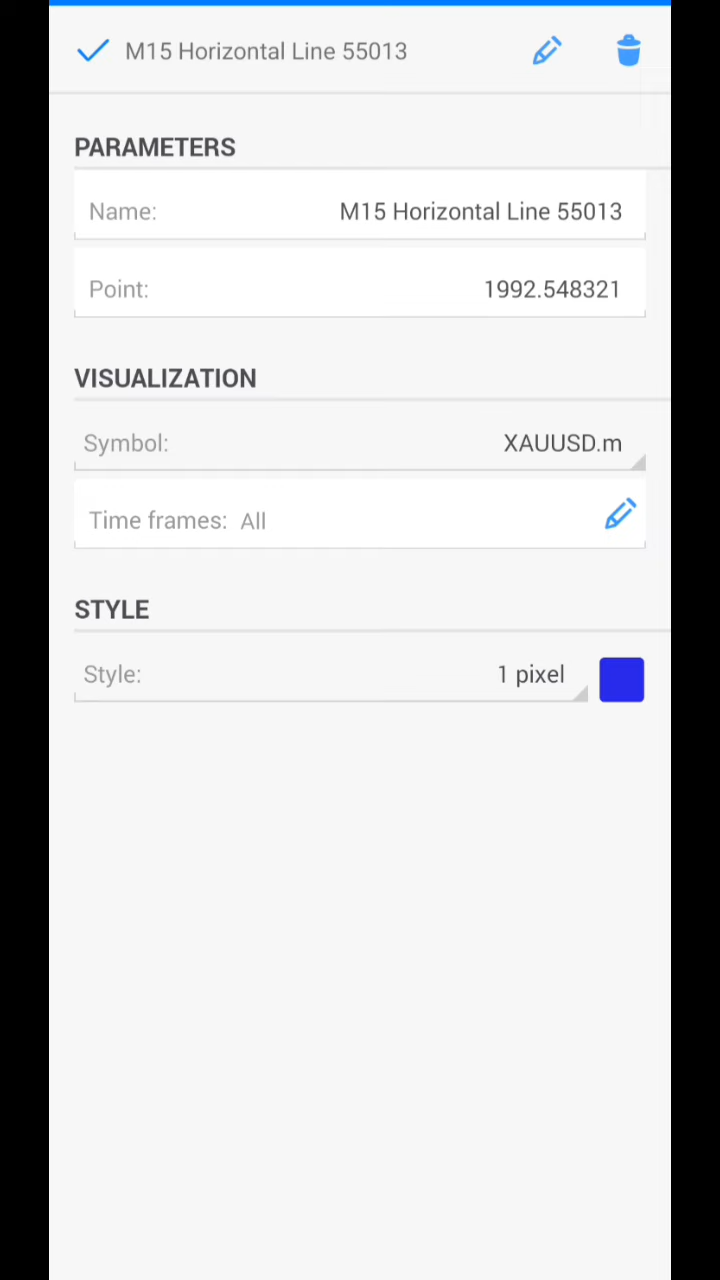 M15 Horizontal Line 55013
PARAMETERS
Name: M15 Horizontal Line 55013
Point: 1992.548321
VISUALIZATION
Symbol: XAUUSD.m
Time frames: All
STYLE
Style: 1 pixel